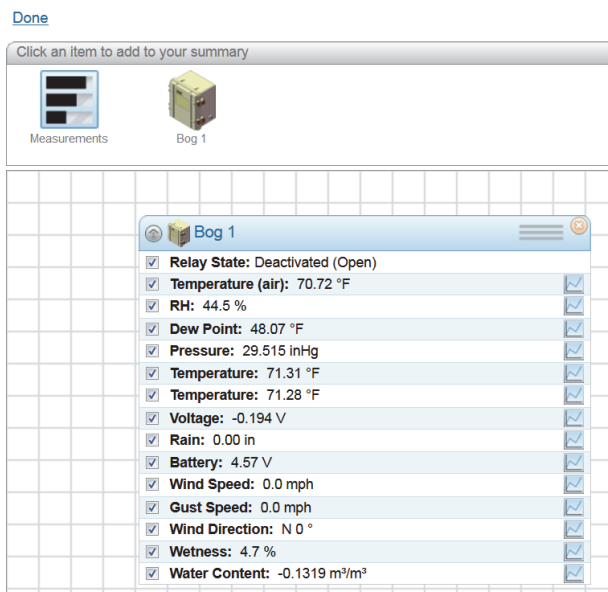 Done
Click an item to add to your summary
Measurements
Bog 1
Bog 1
Relay State: Deactivated (Open)
Temperature (air): 70.72 °F
RH: 44.5 %
Dew Point: 48.07 °F
Pressure: 29.515 inHg
Temperature: 71.31 °F
Temperature: 71.28 °F
Voltage: -0.194 V
Rain: 0.00 in
Battery: 4.57 V
Wind Speed: 0.0 mph
Gust Speed: 0.0 mph
Wind Direction: N 0 °
Wetness: 4.7 %
Water Content: -0.1319 m³/m³